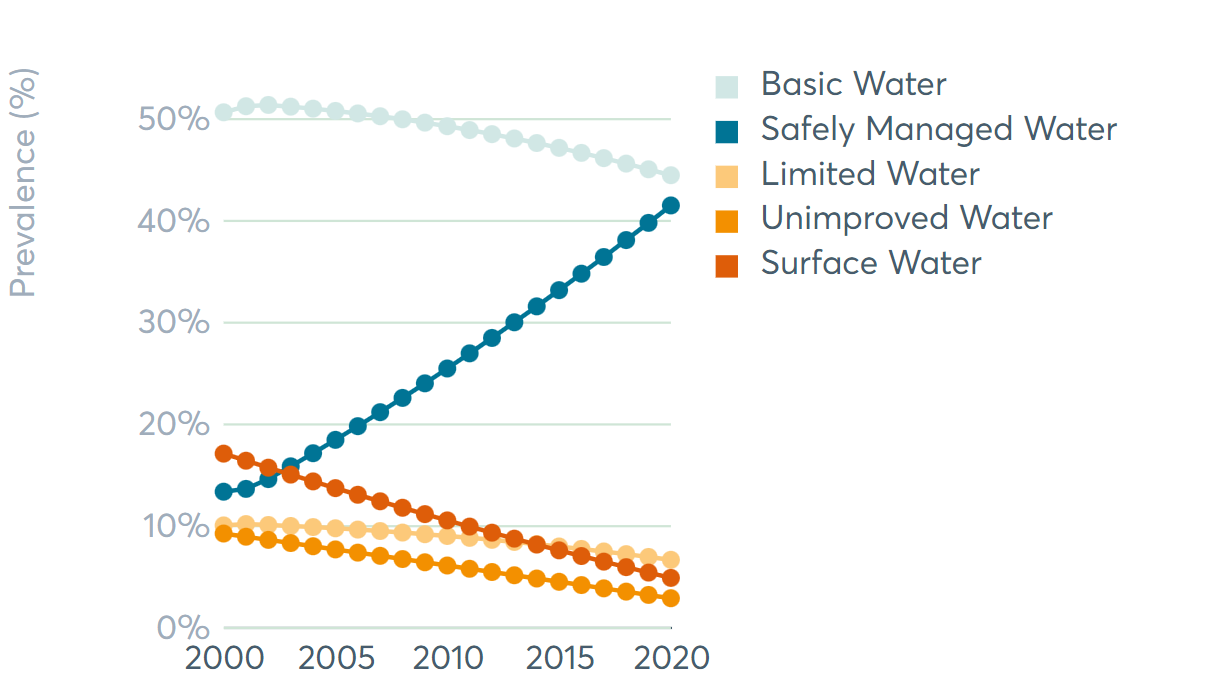 Prevalence (%)
50%
40%
30%
20%
10%
0%
2000 2005 2010 2015 2020
Basic Water
Safely Managed Water
Limited Water
Unimproved Water
Surface Water